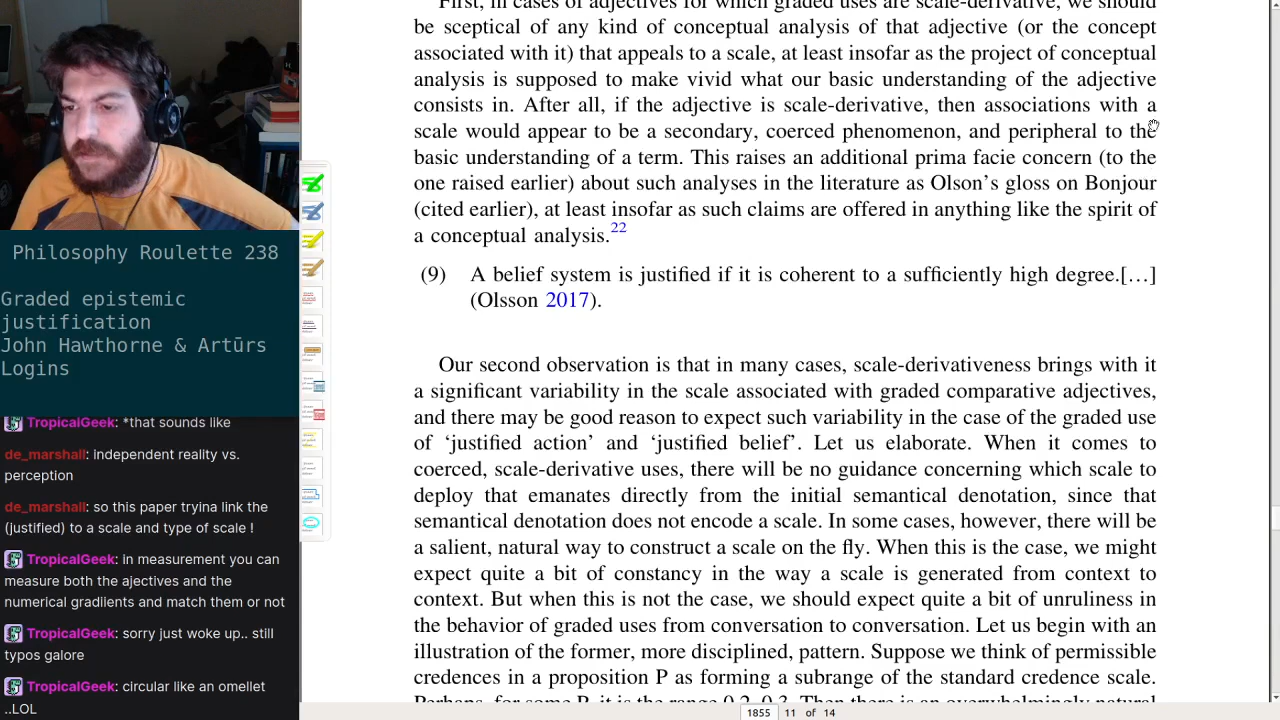 Philosophy Roulette 238
Graded epistemic
justification
John Hawthorne & Artūrs
Logins
TropicalGeek: *that sounds like
de_marshall: independent reality vs.
perception
de_marshall: so this paper tryina link the
(justified) to a scale and type of scale !
TropicalGeek: in measurement you can
measure both the ajectives and the
numerical gradiients and match them or not
TropicalGeek: sorry just woke up.. still
typos galore
TropicalGeek: circular like an omellet
..LOL
First, in cases of adjectives for which graded uses are scale-derivative, we should
be sceptical of any kind of conceptual analysis of that adjective (or the concept
associated with it) that appeals to a scale, at least insofar as the project of conceptual
analysis is supposed to make vivid what our basic understanding of the adjective
consists in. After all, if the adjective is scale-derivative, then associations with a
scale would appear to be a secondary, coerced phenomenon, and peripheral to the
basic understanding of a term. This raises an additional prima facie concern (to the
one raised earlier) about such analyses in the literature as Olson's gloss on Bonjour
(cited earlier), at least insofar as such claims are offered in anything like the spirit of
a conceptual analysis.22
(9) A belief system is justified if it is coherent to a sufficiently high degree.[…]
(Olsson 2017).
Our second observation is that in many cases, scale-derivativeness brings with it
a significant variability in the scale associated with graded comparative adjectives,
and there may be good reason to expect such variability in the case of the graded use
of 'justified action' and 'justified belief'. Let us elaborate. When it comes to
coerced, scale-derivative uses, there will be no guidance concerning which scale to
deploy that emanates directly from the initial semantic denotation, since that
semantical denotation does not encode a scale. In some cases, however, there will be
a salient, natural way to construct a scale on the fly. When this is the case, we might
expect quite a bit of constancy in the way a scale is generated from context to
context. But when this is not the case, we should expect quite a bit of unruliness in
the behavior of graded uses from conversation to conversation. Let us begin with an
illustration of the former, more disciplined, pattern. Suppose we think of permissible
credences in a proposition P as forming a subrange of the standard credence scale.
Perhaps, for some P, it is the range 0.2–0.3. Then there is an overwhelmingly natural
1855 11 of 14